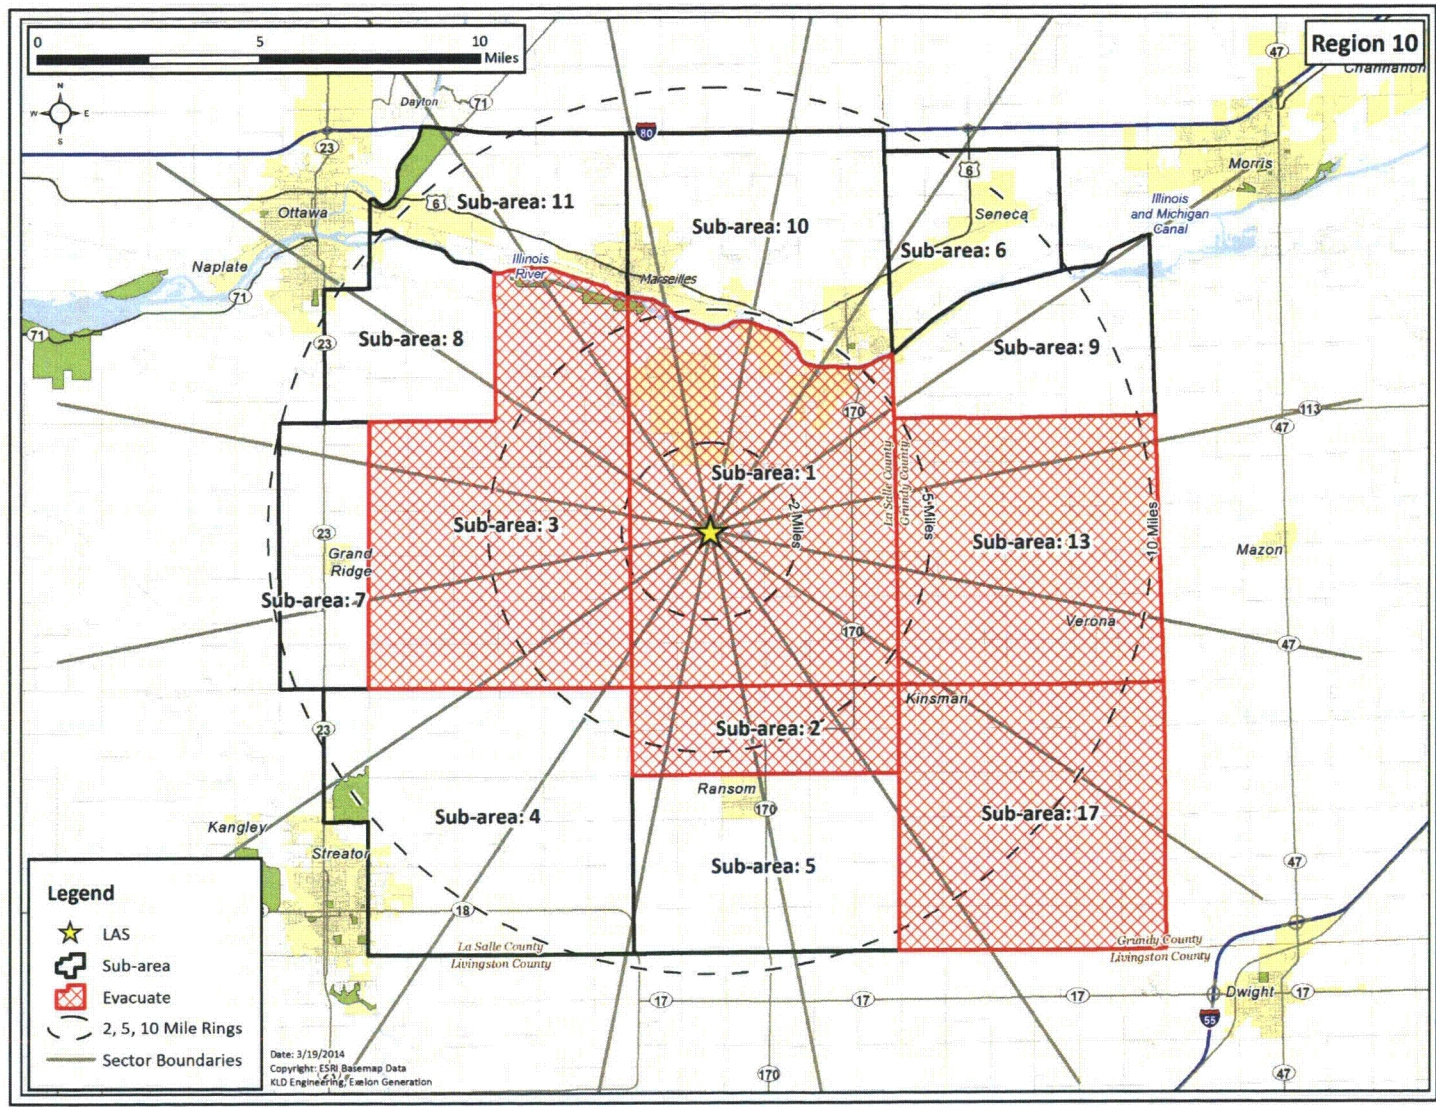 0 5 10
Miles
Region 10
47
Channahon
N
W E
S
Dayton
71
80
23
6
Morris
Sub-area: 11
6
Ottawa
Seneca
Illinois
and Michigan
Canal
Sub-area: 10
Sub-area: 6
Naplate
Illinois
River
Marseilles
71
71
23
Sub-area: 8
Sub-area: 9
170
113
47
La Salle County
Grundy County
Sub-area: 1
2 Miles
5 Miles
10 Miles
Sub-area: 3
23
Sub-area: 13
Mazon
Grand
Ridge
Sub-area: 7
170
Verona
47
Kinsman
23
Sub-area: 2
Ransom
170
Sub-area: 4
Sub-area: 17
Kangley
Streator
Sub-area: 5
47
18
La Salle County
Livingston County
Grundy County
Livingston County
17
17
17
Dwight
17
55
170
47
Legend
LAS
Sub-area
Evacuate
2, 5, 10 Mile Rings
Sector Boundaries
Date: 3/19/2014
Copyright: ESRI Basemap Data
KLD Engineering, Exelon Generation